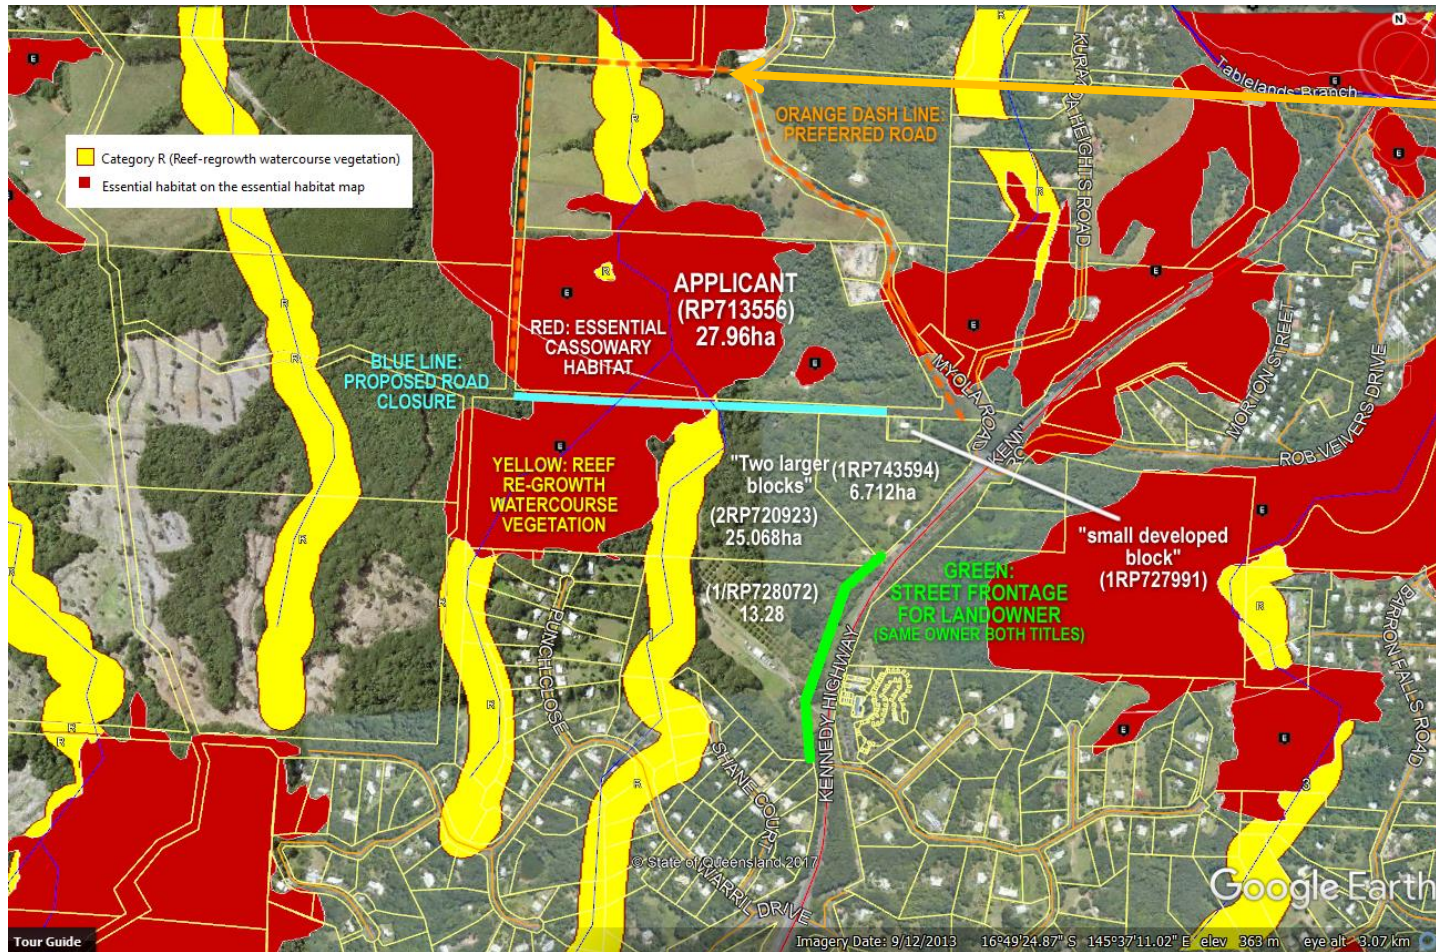 N
Tablelands Branch
KURANDA HEIGHTS ROAD
ORANGE DASH LINE:
PREFERRED ROAD
Category R (Reef-regrowth watercourse vegetation)
Essential habitat on the essential habitat map
APPLICANT
(RP713556)
27.96ha
RED: ESSENTIAL
CASSOWARY
HABITAT
BLUE LINE:
PROPOSED ROAD
CLOSURE
MYOLA ROAD
MORTON STREET
ROB VEIVERS DRIVE
KENN
YELLOW: REEF
RE-GROWTH
WATERCOURSE
VEGETATION
"Two larger
blocks"
(1RP743594)
6.712ha
(2RP720923)
25.068ha
"small developed
block"
(1RP727991)
(1/RP728072)
13.28
GREEN:
STREET FRONTAGE
FOR LANDOWNER
(SAME OWNER BOTH TITLES)
PUNCH CLOSE
KENNEDY HIGHWAY
BARRON FALLS ROAD
SHANE COURT
WARRIL DRIVE
3
© State of Queensland 2017
Google Earth
Tour Guide
Imagery Date: 9/12/2013 16°49'24.87" S 145°37'11.02" E elev 363 m eye alt 3.07 km
E
E
E
E
E
E
E
E
E
E
E
R
R
R
R
R
R
R
R
R
R
R
R
R